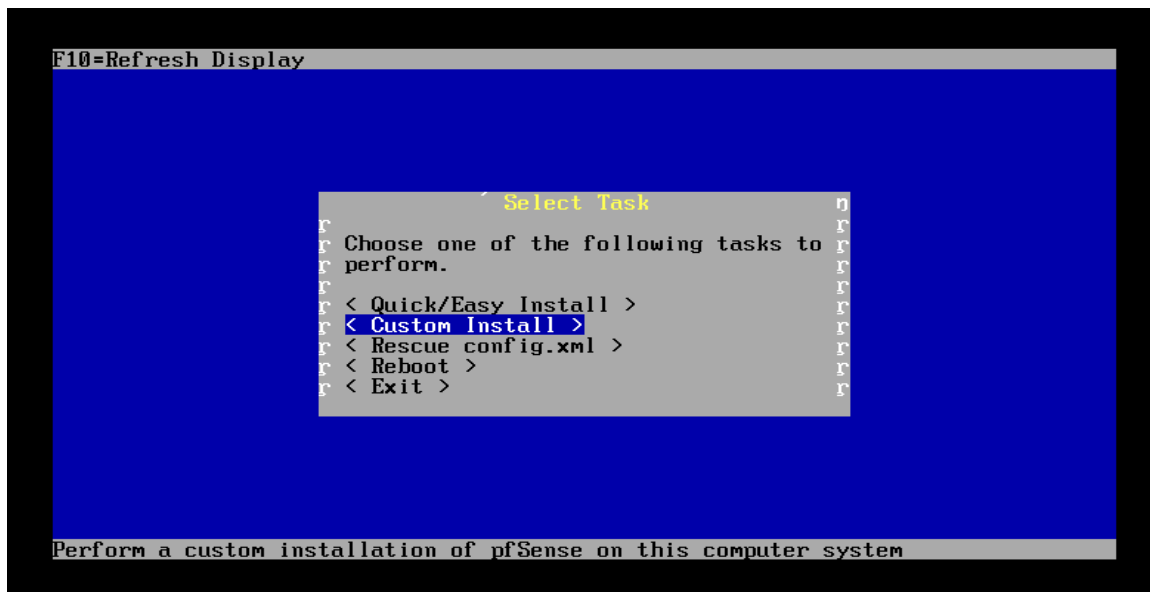 F10=Refresh Display
Select Task
Choose one of the following tasks to
perform.
< Quick/Easy Install >
< Custom Install >
< Rescue config.xml >
< Reboot >
< Exit >
Perform a custom installation of pfSense on this computer system